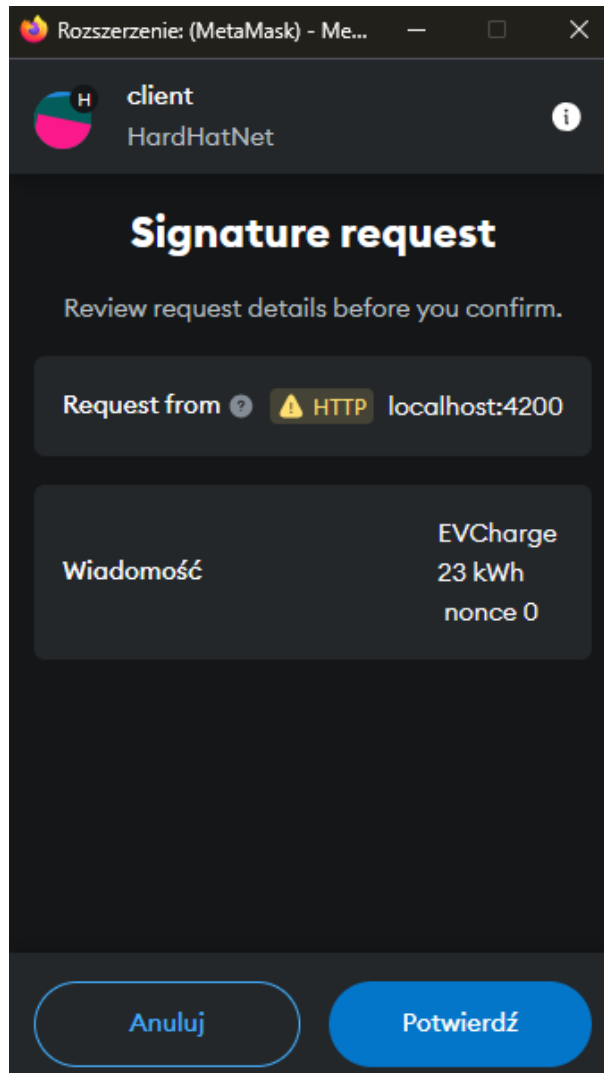 Rozszerzenie: (MetaMask) - Me...
H
client
HardHatNet
Signature request
Review request details before you confirm.
Request from ? HTTP localhost:4200
Wiadomość
EVCharge
23 kWh
nonce 0
Anuluj
Potwierdź